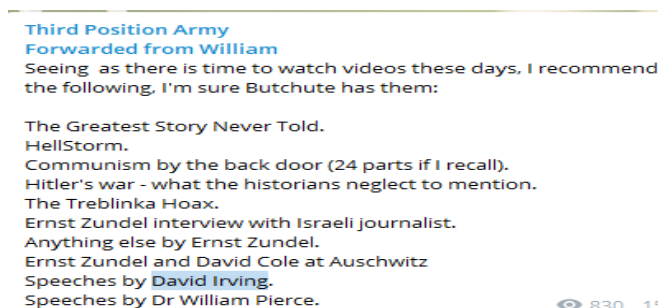 Third Position Army
Forwarded from William
Seeing as there is time to watch videos these days, I recommend
the following, I'm sure Butchute has them:
The Greatest Story Never Told.
HellStorm.
Communism by the back door (24 parts if I recall).
Hitler's war - what the historians neglect to mention.
The Treblinka Hoax.
Ernst Zundel interview with Israeli journalist.
Anything else by Ernst Zundel.
Ernst Zundel and David Cole at Auschwitz
Speeches by David Irving.
Speeches by Dr William Pierce.
830